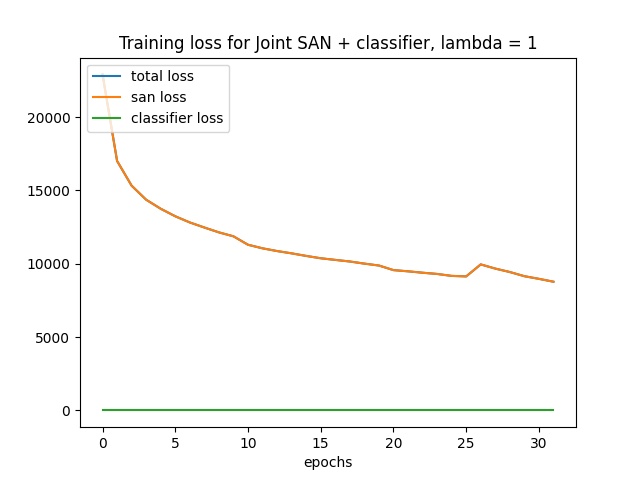 Training loss for Joint SAN + classifier, lambda = 1
total loss
san loss
classifier loss
20000
15000
10000
5000
0
0 5 10 15 20 25 30
epochs